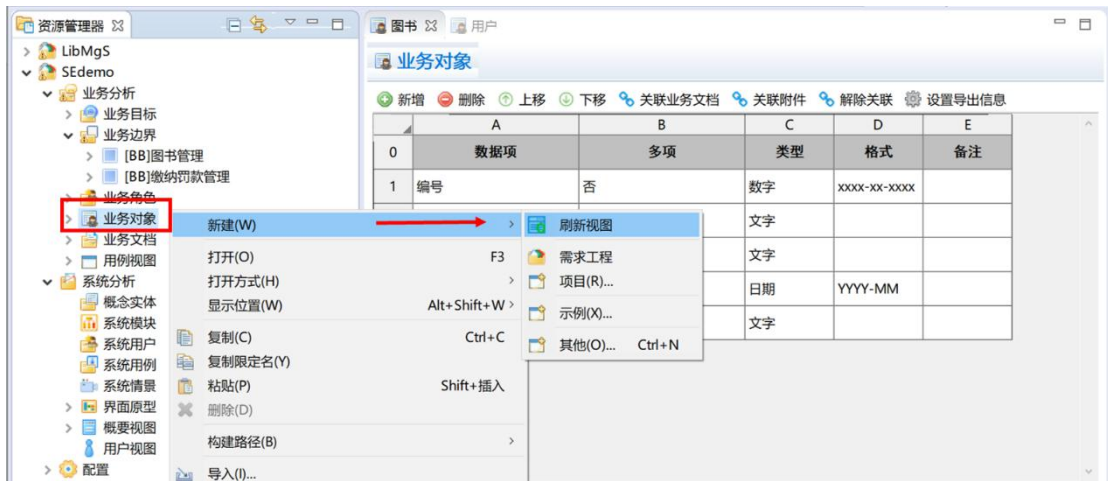 资源管理器
图书 用户
LibMgS
SEdemo
业务分析
业务目标
业务边界
[BB]图书管理
[BB]缴纳罚款管理
业务角色
业务对象
业务文档
用例视图
系统分析
概念实体
系统模块
系统用户
系统用例
系统情景
界面原型
概要视图
用户视图
配置
业务对象
新增 删除 上移 下移 关联业务文档 关联附件 解除关联 设置导出信息
A B C D E
0 数据项 多项 类型 格式 备注
1 编号 否 数字 xxxx-xx-xxxx
文字
文字
日期 YYYY-MM
文字
新建(W)
打开(O) F3
打开方式(H)
显示位置(W) Alt+Shift+W
复制(C) Ctrl+C
复制限定名(Y)
粘贴(P) Shift+插入
删除(D)
构建路径(B)
导入(I)...
刷新视图
需求工程
项目(R)...
示例(X)...
其他(O)... Ctrl+N